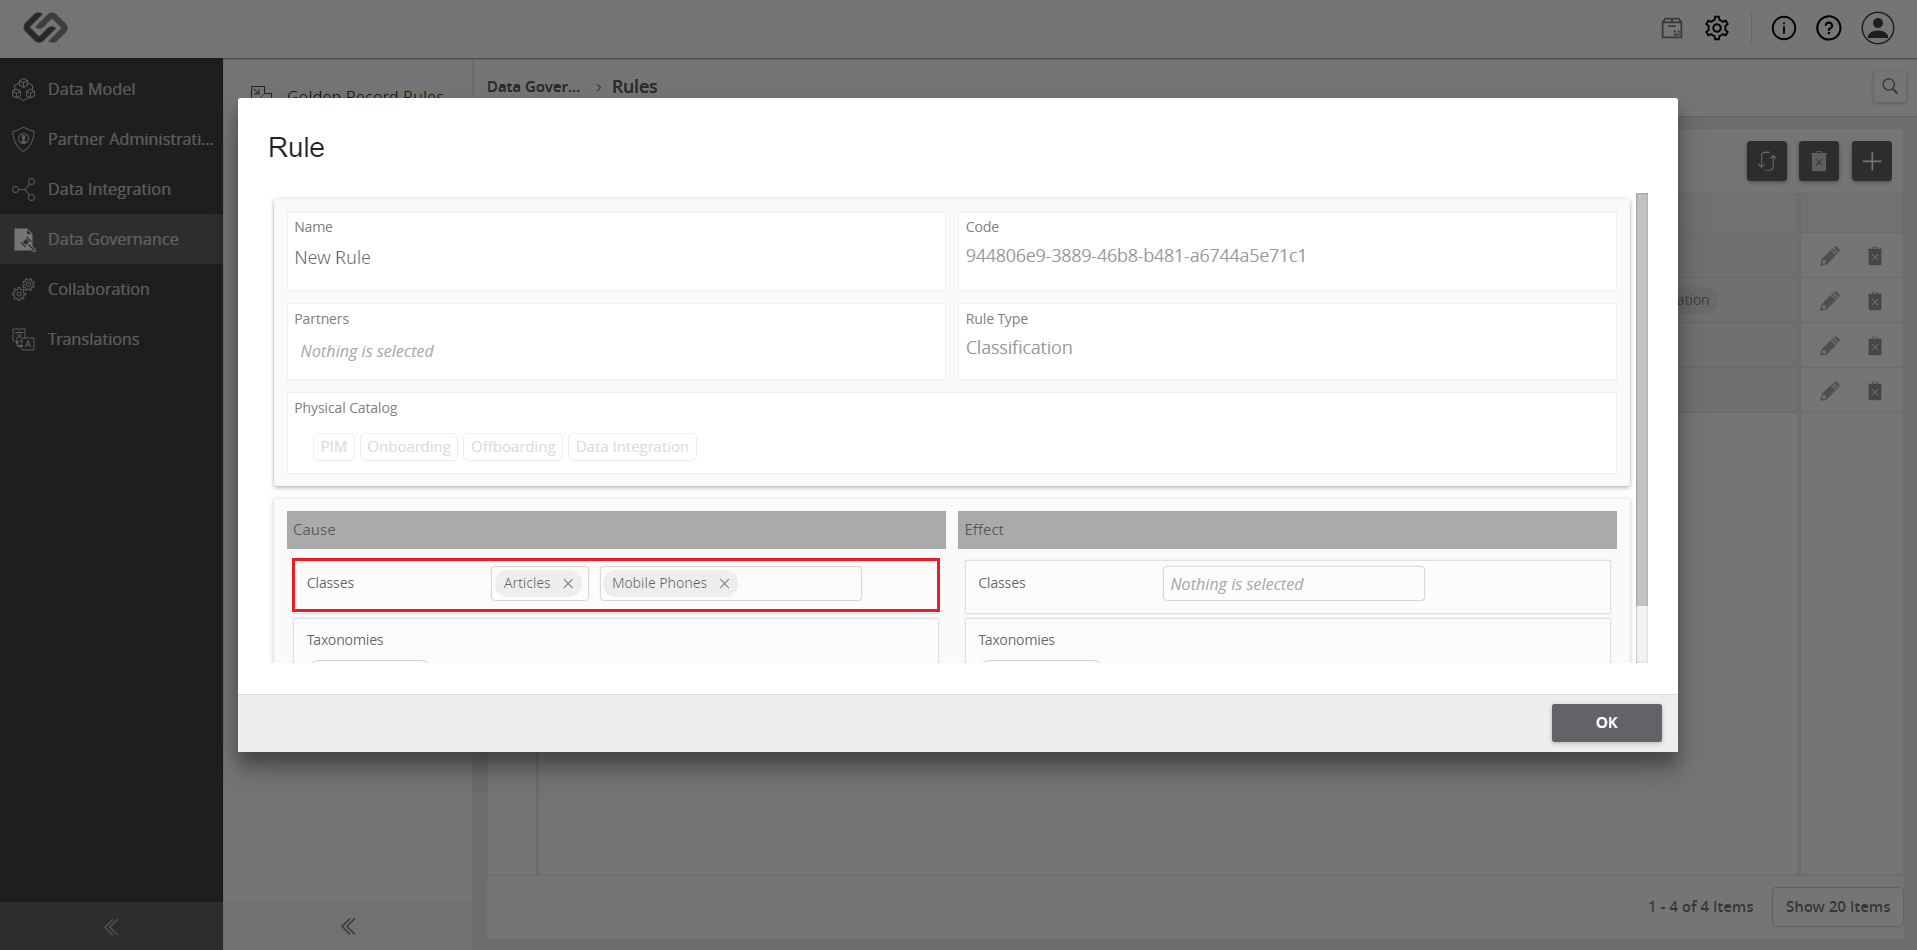 Data Model
Partner Administrati...
Data Integration
Data Governance
Collaboration
Translations
Golden Record Rules
Data Gover... › Rules
Rule
Name
New Rule
Code
944806e9-3889-46b8-b481-a6744a5e71c1
Partners
Nothing is selected
Rule Type
Classification
Physical Catalog
PIM Onboarding Offboarding Data Integration
Cause
Effect
Classes Articles × Mobile Phones ×
Classes Nothing is selected
Taxonomies
Taxonomies
OK
ation
1 - 4 of 4 Items Show 20 Items